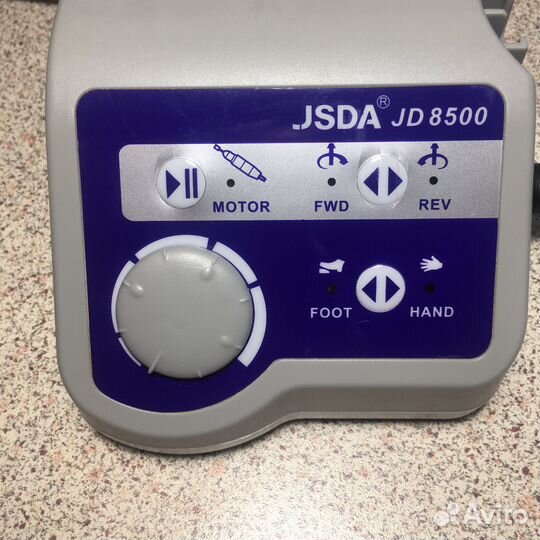 JSDA® JD 8500
MOTOR FWD REV
FOOT HAND
Avito